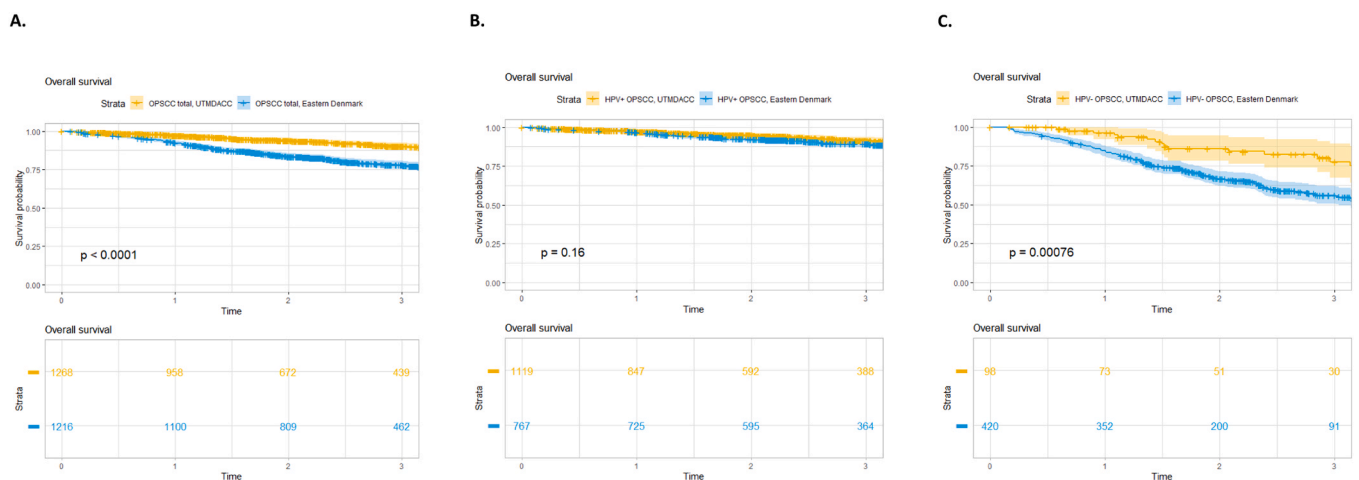 A.
Overall survival
Strata OPSCC total, UTMDACC OPSCC total, Eastern Denmark
Survival probability
1.00
0.75
0.50
0.25
0.00
p < 0.0001
0 1 2 3
Time
Overall survival
Strata
1268 958 672 439
1216 1100 809 462
0 1 2 3
Time
B.
Overall survival
Strata HPV+ OPSCC, UTMDACC HPV+ OPSCC, Eastern Denmark
Survival probability
1.00
0.75
0.50
0.25
0.00
p = 0.16
0 1 2 3
Time
Overall survival
Strata
1119 847 592 388
767 725 595 364
0 1 2 3
Time
C.
Overall survival
Strata HPV- OPSCC, UTMDACC HPV- OPSCC, Eastern Denmark
Survival probability
1.00
0.75
0.50
0.25
0.00
p = 0.00076
0 1 2 3
Time
Overall survival
Strata
98 73 51 30
420 352 200 91
0 1 2 3
Time